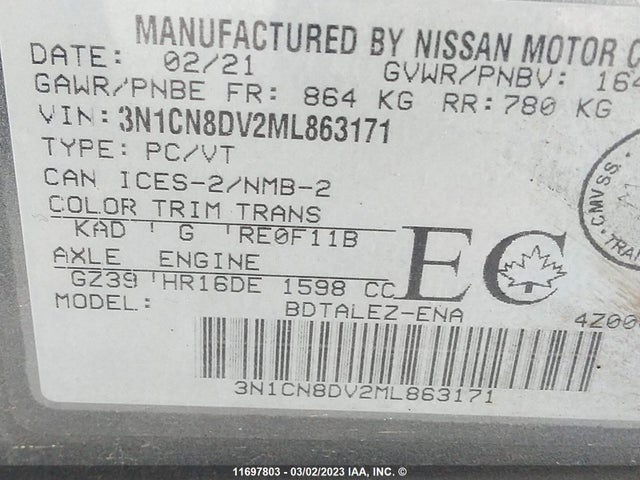 MANUFACTURED BY NISSAN MOTOR
DATE: 02/21 GVWR/PNBV:
GAWR/PNBE FR: 864 KG RR: 780 KG
VIN: 3N1CN8DV2ML863171
TYPE: PC/VT
CAN ICES-2/NMB-2
COLOR TRIM TRANS
KAD ' G ' RE0F11B
AXLE ENGINE
GZ39 ' HR16DE 1598 CC
EC
MODEL: BDTALEZ-ENA
3N1CN8DV2ML863171
CMVSS
11697803 — 03/02/2023 IAA, INC. ©